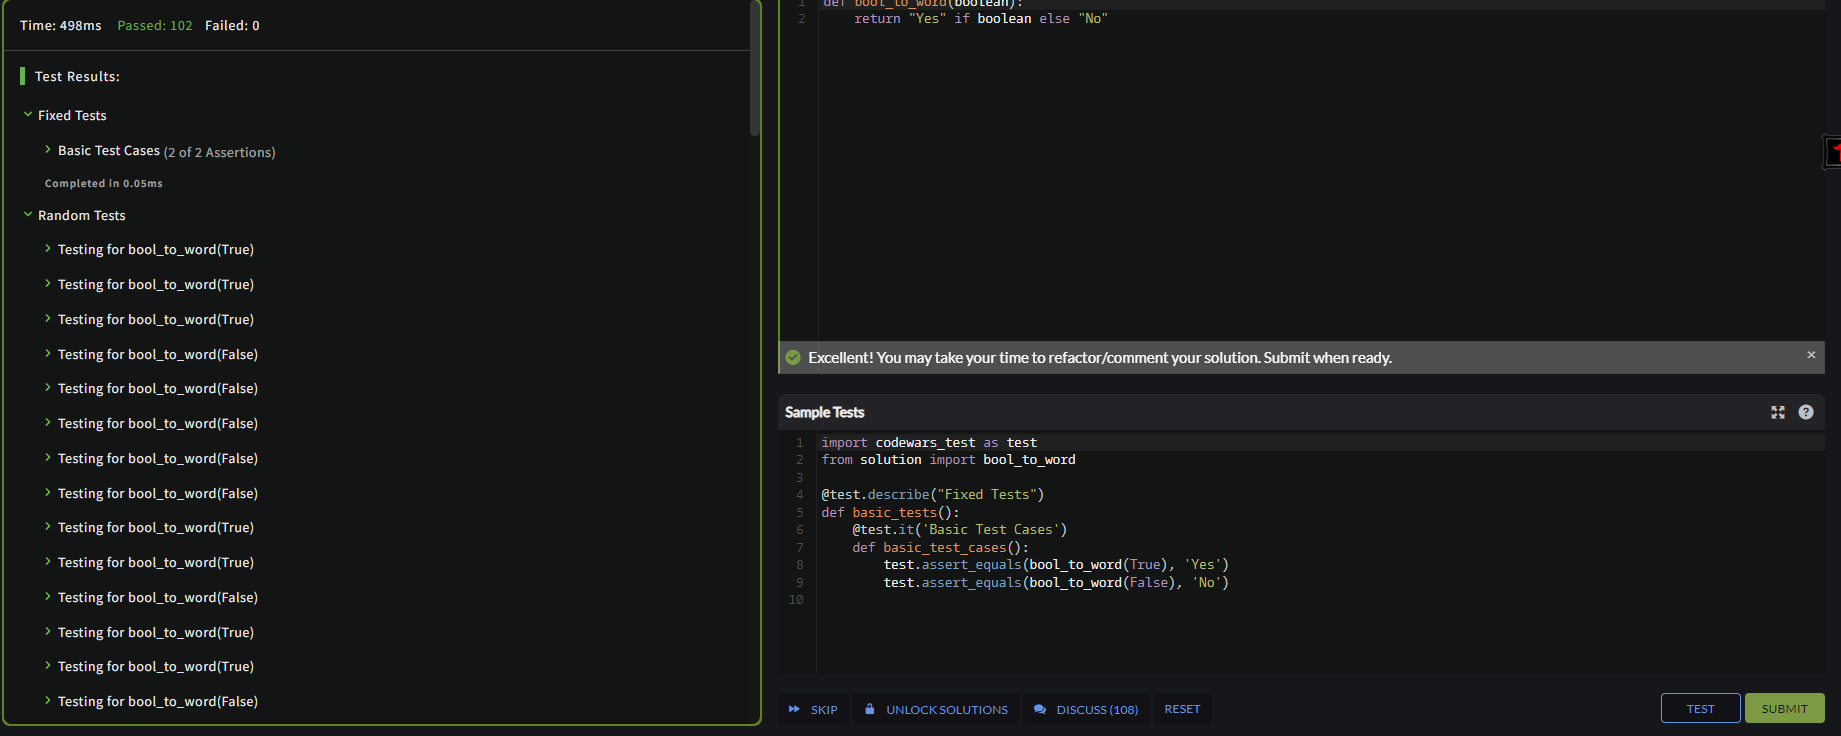 Time: 498ms Passed: 102 Failed: 0
Test Results:
Fixed Tests
Basic Test Cases (2 of 2 Assertions)
Completed in 0.05ms
Random Tests
Testing for bool_to_word(True)
Testing for bool_to_word(True)
Testing for bool_to_word(True)
Testing for bool_to_word(False)
Testing for bool_to_word(False)
Testing for bool_to_word(False)
Testing for bool_to_word(False)
Testing for bool_to_word(False)
Testing for bool_to_word(True)
Testing for bool_to_word(True)
Testing for bool_to_word(False)
Testing for bool_to_word(True)
Testing for bool_to_word(True)
Testing for bool_to_word(False)
1 def bool_to_word(boolean):
2 return "Yes" if boolean else "No"
Excellent! You may take your time to refactor/comment your solution. Submit when ready.
Sample Tests
1 import codewars_test as test
2 from solution import bool_to_word
3
4 @test.describe("Fixed Tests")
5 def basic_tests():
6 @test.it('Basic Test Cases')
7 def basic_test_cases():
8 test.assert_equals(bool_to_word(True), 'Yes')
9 test.assert_equals(bool_to_word(False), 'No')
10
SKIP UNLOCK SOLUTIONS DISCUSS (108) RESET TEST SUBMIT